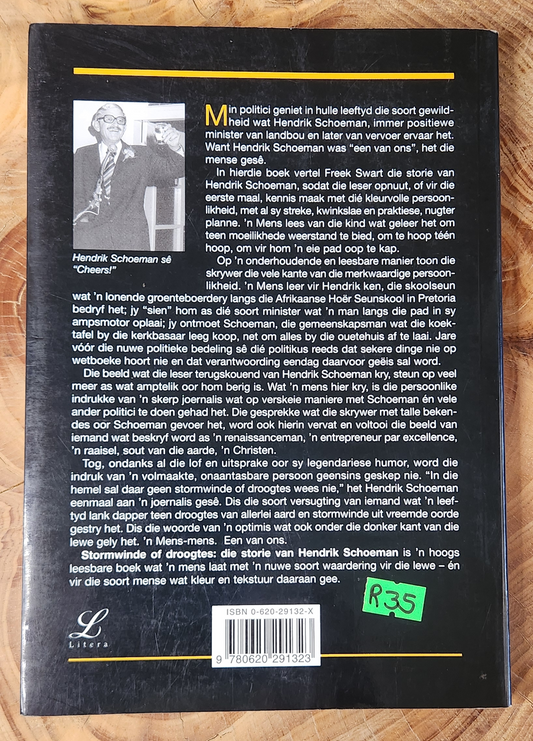 Min politici geniet in hulle leeftyd die soort gewild-
heid wat Hendrik Schoeman, immer positiewe
minister van landbou en later van vervoer ervaar het.
Want Hendrik Schoeman was "een van ons", het die
mense gesê.
In hierdie boek vertel Freek Swart die storie van
Hendrik Schoeman, sodat die leser opnuut, of vir die
eerste maal, kennis maak met dié kleurvolle persoon-
likheid, met al sy streke, kwinkslae en praktiese, nugter
planne. 'n Mens lees van die kind wat geleer het om
teen moeilikhede weerstand te bied, om te hoop téén
hoop, om vir hom 'n eie pad oop te kap.
Op 'n onderhoudende en leesbare manier toon die
skrywer die vele kante van die merkwaardige persoon-
likheid. 'n Mens leer vir Hendrik ken, die skoolseun
wat 'n lonende groenteboerdery langs die Afrikaanse Hoër Seunskool in Pretoria
bedryf het; jy "sien" hom as dié soort minister wat 'n man langs die pad in sy
ampsmotor oplaai; jy ontmoet Schoeman, die gemeenskapsman wat die koek-
tafel by die kerkbasaar leeg koop, net om alles by die ouetehuis af te laai. Jare
vóór die nuwe politieke bedeling sê dié politikus reeds dat sekere dinge nie op
wetboeke hoort nie en dat verantwoording eendag daarvoor geëis sal word.
Die beeld wat die leser terugskouend van Hendrik Schoeman kry, steun op veel
meer as wat amptelik oor hom berig is. Wat 'n mens hier kry, is die persoonlike
indrukke van 'n skerp joernalis wat op verskeie maniere met Schoeman én vele
ander politici te doen gehad het. Die gesprekke wat die skrywer met talle beken-
des oor Schoeman gevoer het, word ook hierin vervat en voltooi die beeld van
iemand wat beskryf word as 'n renaissanceman, 'n entrepreneur par excellence,
'n raaisel, sout van die aarde, 'n Christen.
Tog, ondanks al die lof en uitsprake oor sy legendariese humor, word die
indruk van 'n volmaakte, onaantasbare persoon geensins geskep nie. "In die
hemel sal daar geen stormwinde of droogtes wees nie," het Hendrik Schoeman
eenmaal aan 'n joernalis gesê. Dis die soort versugting van iemand wat 'n leef-
tyd lank dapper teen droogtes van allerlei aard en stormwinde uit vreemde oorde
gestry het. Dis die woorde van 'n optimis wat ook onder die donker kant van die
lewe gely het. 'n Mens-mens. Een van ons.
Stormwinde of droogtes: die storie van Hendrik Schoeman is 'n hoogs
leesbare boek wat 'n mens laat met 'n nuwe soort waardering vir die lewe – én
vir die soort mense wat kleur en tekstuur daaraan gee.
Hendrik Schoeman sê
"Cheers!"
R35
L
Litera
ISBN 0-620-29132-X
9 780620 291323